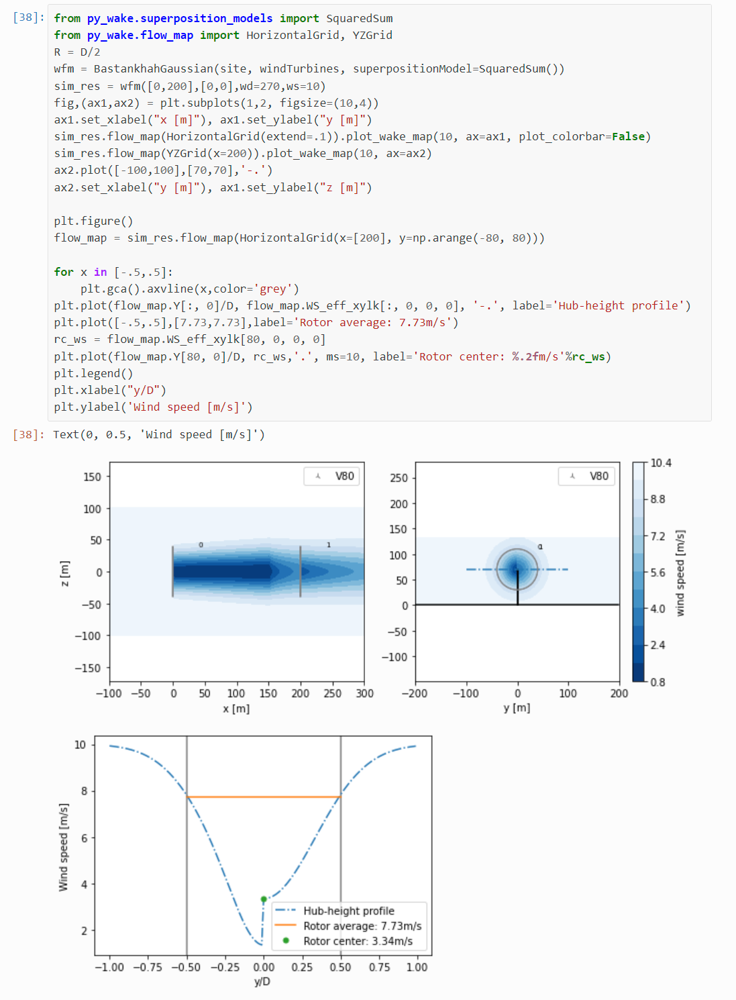 [38]: from py_wake.superposition_models import SquaredSum
from py_wake.flow_map import HorizontalGrid, YZGrid
R = D/2
wfm = BastankhahGaussian(site, windTurbines, superpositionModel=SquaredSum())
sim_res = wfm([0,200],[0,0],wd=270,ws=10)
fig,(ax1,ax2) = plt.subplots(1,2, figsize=(10,4))
ax1.set_xlabel("x [m]"), ax1.set_ylabel("y [m]")
sim_res.flow_map(HorizontalGrid(extend=.1)).plot_wake_map(10, ax=ax1, plot_colorbar=False)
sim_res.flow_map(YZGrid(x=200)).plot_wake_map(10, ax=ax2)
ax2.plot([-100,100],[70,70],'-.')
ax2.set_xlabel("y [m]"), ax1.set_ylabel("z [m]")
plt.figure()
flow_map = sim_res.flow_map(HorizontalGrid(x=[200], y=np.arange(-80, 80)))
for x in [-.5,.5]:
    plt.gca().axvline(x,color='grey')
plt.plot(flow_map.Y[:, 0]/D, flow_map.WS_eff_xylk[:, 0, 0, 0], '-.', label='Hub-height profile')
plt.plot([-.5,.5],[7.73,7.73],label='Rotor average: 7.73m/s')
rc_ws = flow_map.WS_eff_xylk[80, 0, 0, 0]
plt.plot(flow_map.Y[80, 0]/D, rc_ws,'.', ms=10, label='Rotor center: %.2fm/s'%rc_ws)
plt.legend()
plt.xlabel("y/D")
plt.ylabel('Wind speed [m/s]')
[38]: Text(0, 0.5, 'Wind speed [m/s]')
V80
150
100
50
0
−50
−100
−150
z [m]
0
1
−100 −50 0 50 100 150 200 250 300
x [m]
V80
250
200
150
100
50
0
−50
−100
−200 −100 0 100 200
y [m]
10.4
8.8
7.2
5.6
4.0
2.4
0.8
wind speed [m/s]
10
8
6
4
2
Wind speed [m/s]
Hub-height profile
Rotor average: 7.73m/s
Rotor center: 3.34m/s
−1.00 −0.75 −0.50 −0.25 0.00 0.25 0.50 0.75 1.00
y/D